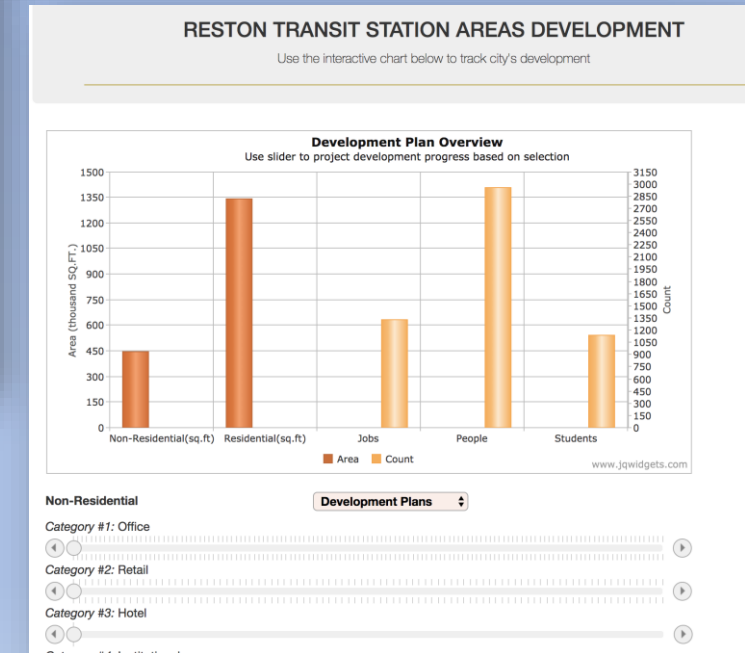 RESTON TRANSIT STATION AREAS DEVELOPMENT
Use the interactive chart below to track city's development
Development Plan Overview
Use slider to project development progress based on selection
Area (thousand SQ.FT.)
1500
1350
1200
1050
900
750
600
450
300
150
0
3150
3000
2850
2700
2550
2400
2250
2100
1950
1800
1650
1500
1350
1200
1050
900
750
600
450
300
150
0
Count
Non-Residential(sq.ft) Residential(sq.ft) Jobs People Students
Area Count
www.jqwidgets.com
Non-Residential Development Plans
Category #1: Office
Category #2: Retail
Category #3: Hotel